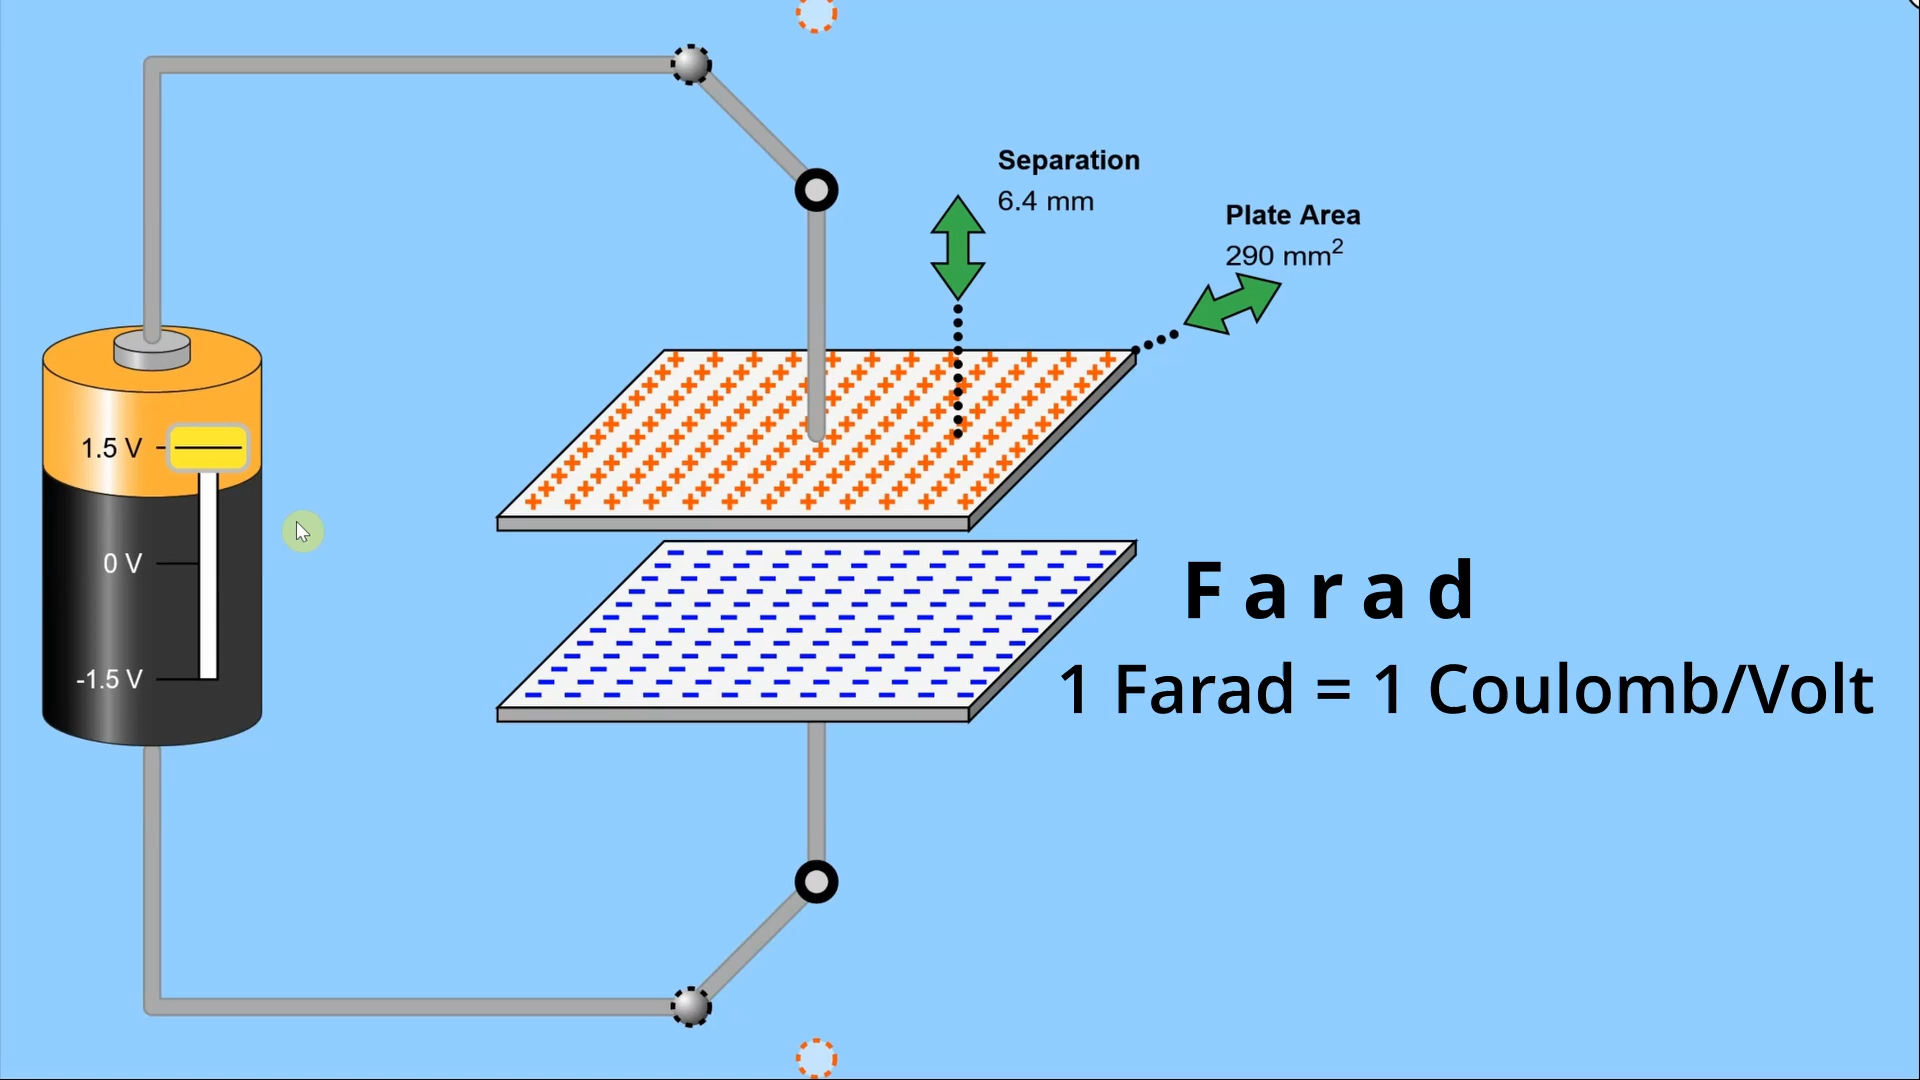 Separation
6.4 mm
Plate Area
290 mm²
1.5 V
0 V
-1.5 V
Farad
1 Farad = 1 Coulomb/Volt